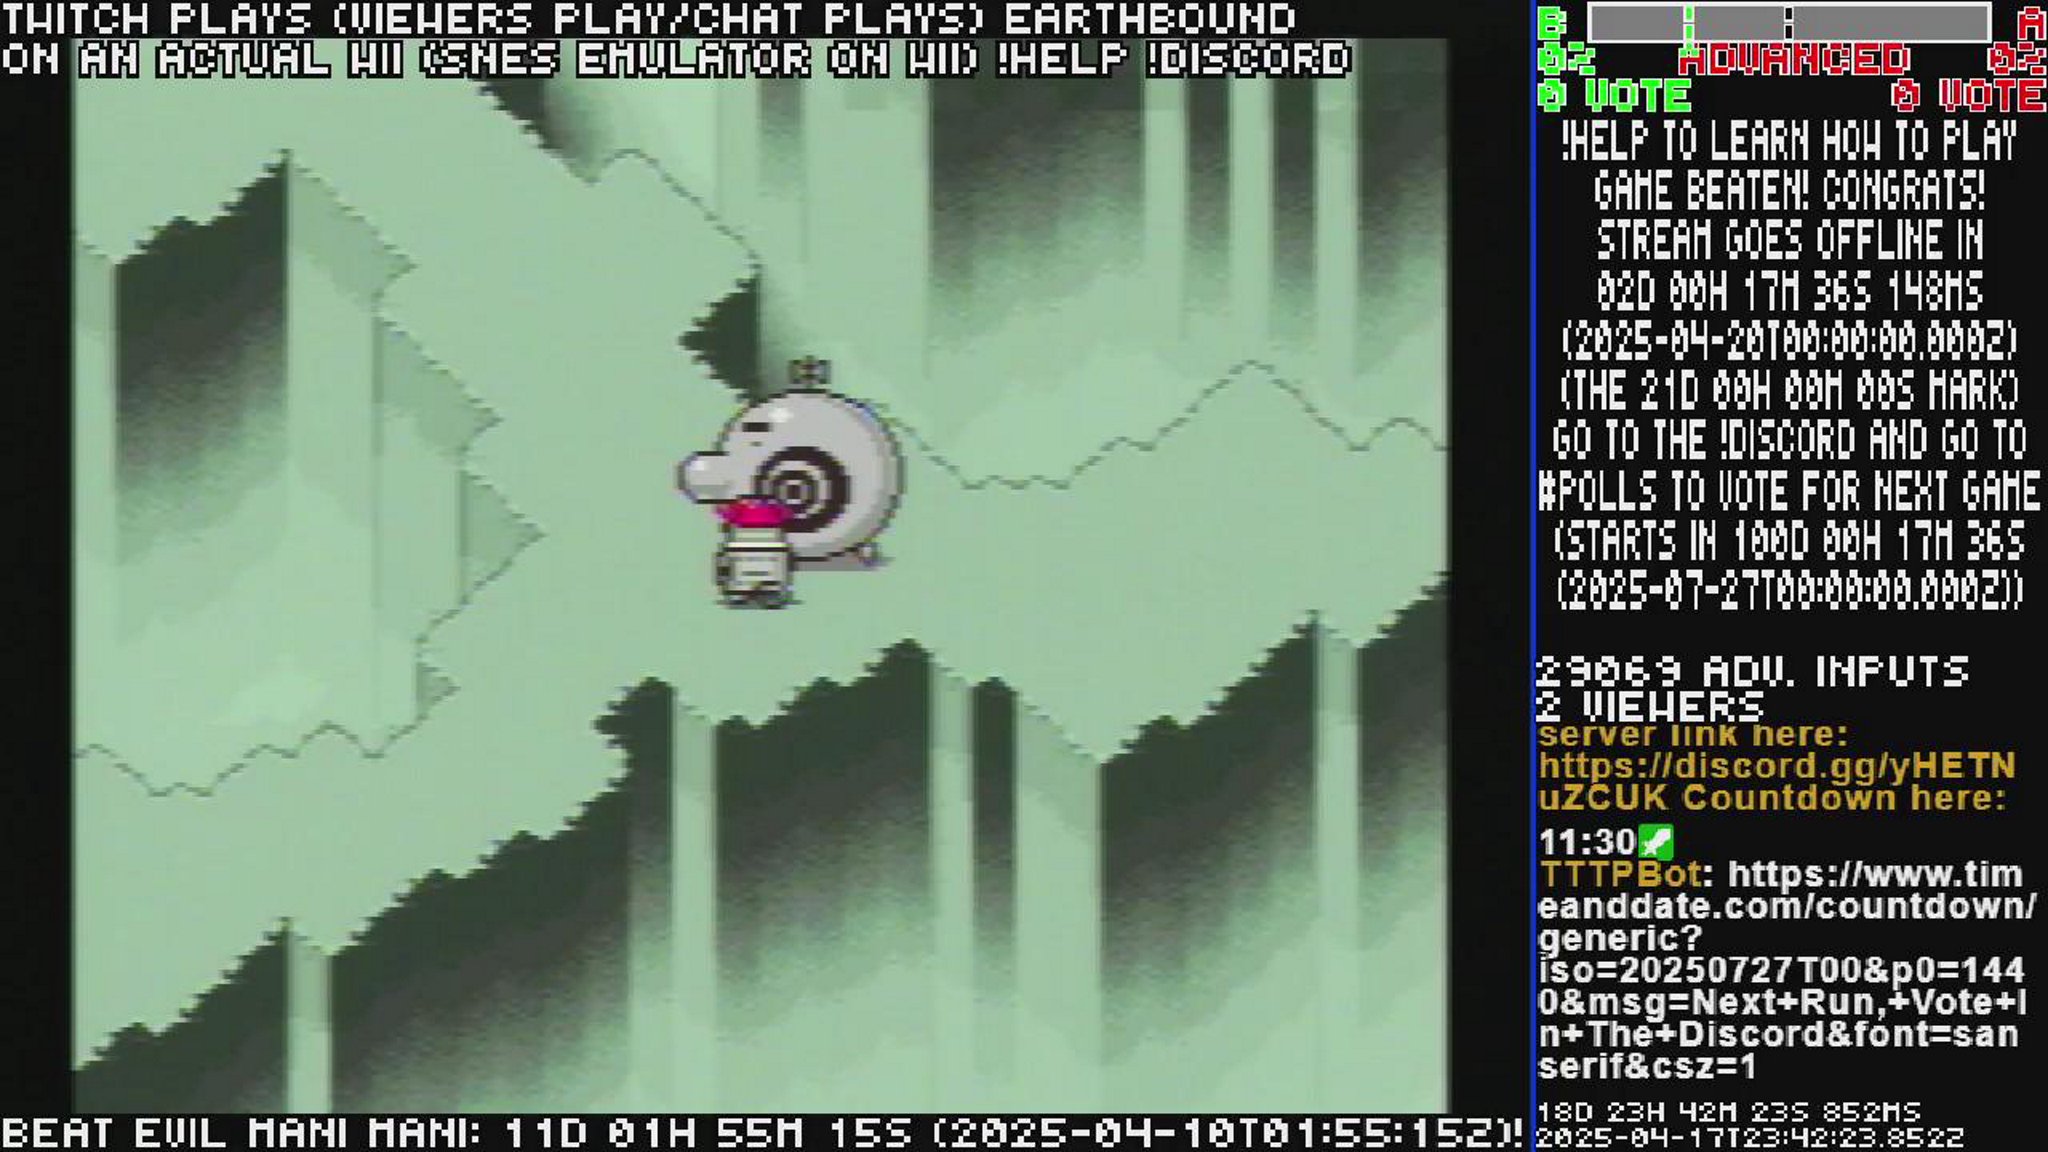 TWITCH PLAYS (VIEWERS PLAY/CHAT PLAYS) EARTHBOUND
ON AN ACTUAL WII (SNES EMULATOR ON WII) !HELP !DISCORD
B A
0% ADVANCED 0%
0 VOTE 0 VOTE
!HELP TO LEARN HOW TO PLAY
GAME BEATEN! CONGRATS!
STREAM GOES OFFLINE IN
02D 00H 17M 36S 148MS
(2025-04-20T00:00:00.000Z)
(THE 21D 00H 00M 00S MARK)
GO TO THE !DISCORD AND GO TO
#POLLS TO VOTE FOR NEXT GAME
(STARTS IN 100D 00H 17M 36S
(2025-07-27T00:00:00.000Z))
29069 ADV. INPUTS
2 VIEWERS
server link here:
https://discord.gg/yHETN
uZCUK Countdown here:
11:30
TTTPBot: https://www.tim
eanddate.com/countdown/
generic?
iso=20250727T00&p0=144
0&msg=Next+Run,+Vote+I
n+The+Discord&font=san
serif&csz=1
18D 23H 42M 23S 852MS
2025-04-17T23:42:23.852Z
BEAT EVIL MANI MANI: 11D 01H 55M 15S (2025-04-10T01:55:15Z)!